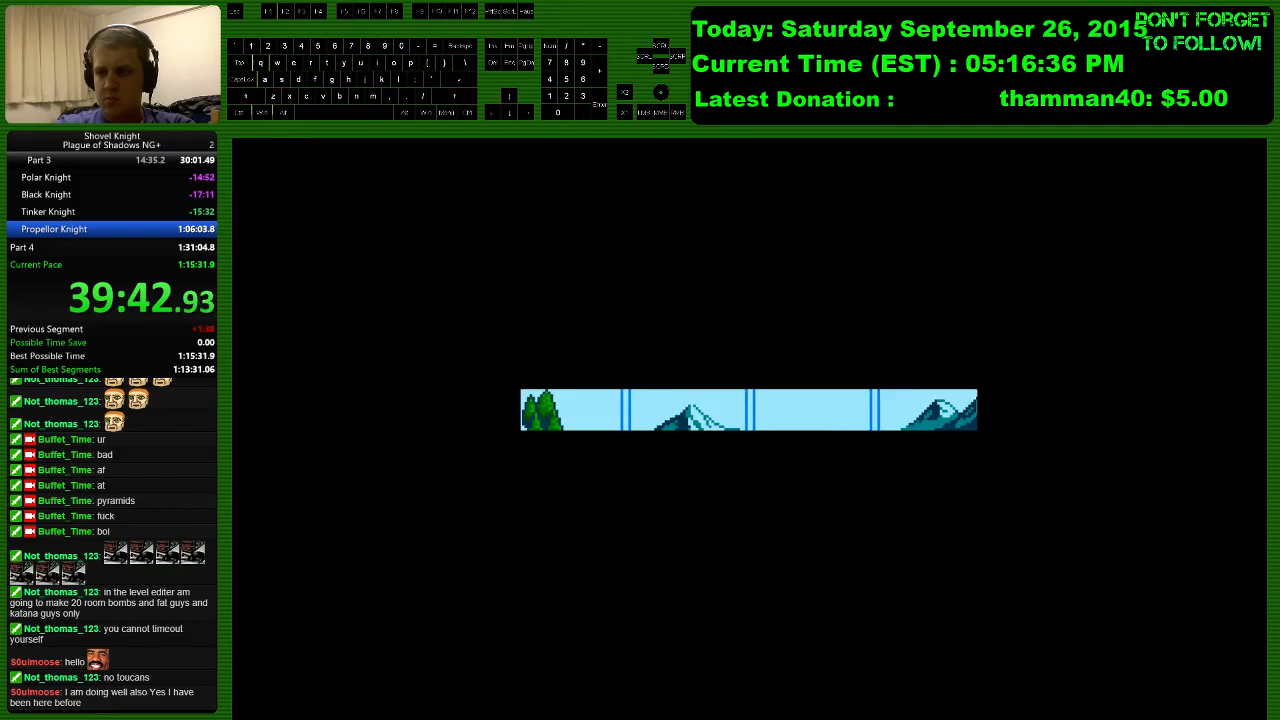 Today: Saturday September 26, 2015
Current Time (EST) : 05:16:36 PM
Latest Donation : thamman40: $5.00
DON'T FORGET
TO FOLLOW!
Shovel Knight
Plague of Shadows NG+ 2
Part 3 14:35.2 30:01.49
Polar Knight -14:52
Black Knight -17:11
Tinker Knight -15:32
Propellor Knight 1:06:03.8
Part 4 1:31:04.8
Current Pace 1:15:31.9
39:42.93
Previous Segment +1:38
Possible Time Save 0.00
Best Possible Time 1:15:31.9
Sum of Best Segments 1:13:31.06
Not_thomas_123:
Not_thomas_123:
Not_thomas_123:
Buffet_Time: ur
Buffet_Time: bad
Buffet_Time: af
Buffet_Time: at
Buffet_Time: pyramids
Buffet_Time: fuck
Buffet_Time: boi
Not_thomas_123:
Not_thomas_123: in the level editer am
going to make 20 room bombs and fat guys and
katana guys only
Not_thomas_123: you cannot timeout
yourself
S0ulmoose: hello
Not_thomas_123: no toucans
S0ulmoose: I am doing well also Yes I have
been here before